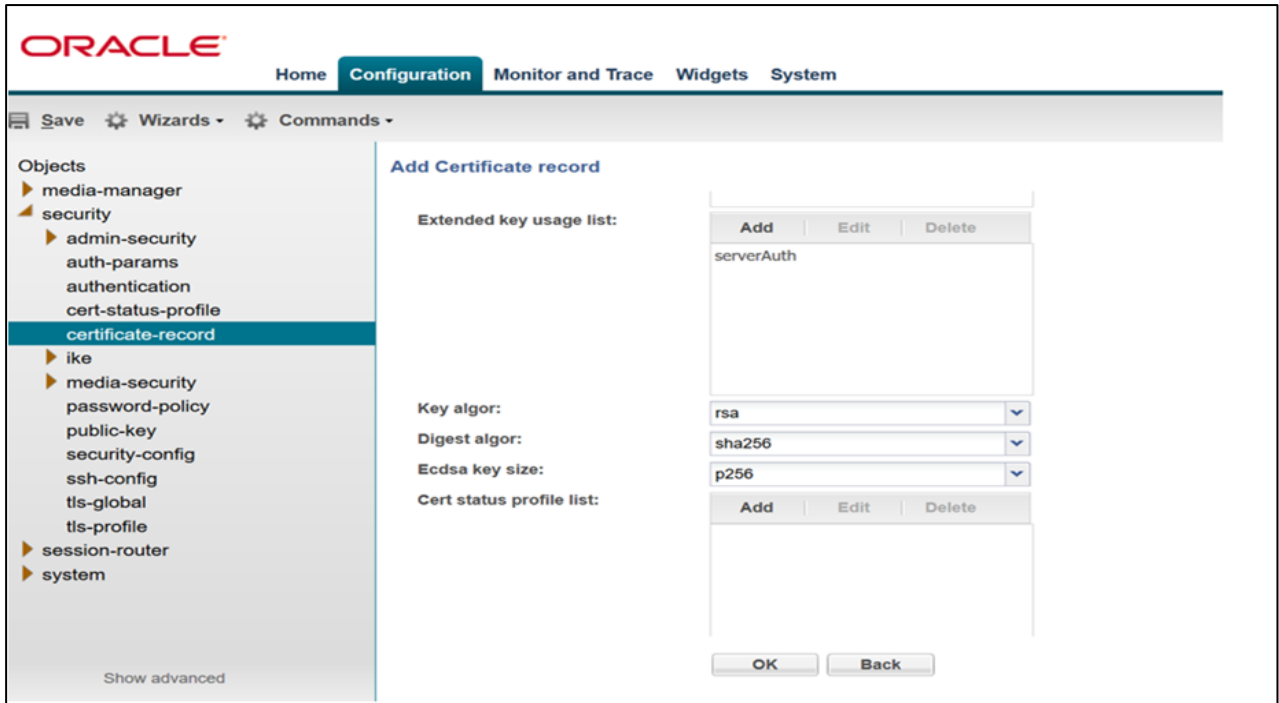 ORACLE
Home Configuration Monitor and Trace Widgets System
Save Wizards Commands
Objects
media-manager
security
admin-security
auth-params
authentication
cert-status-profile
certificate-record
ike
media-security
password-policy
public-key
security-config
ssh-config
tls-global
tls-profile
session-router
system
Show advanced
Add Certificate record
Extended key usage list:
Add Edit Delete
serverAuth
Key algor: rsa
Digest algor: sha256
Ecdsa key size: p256
Cert status profile list:
Add Edit Delete
OK Back